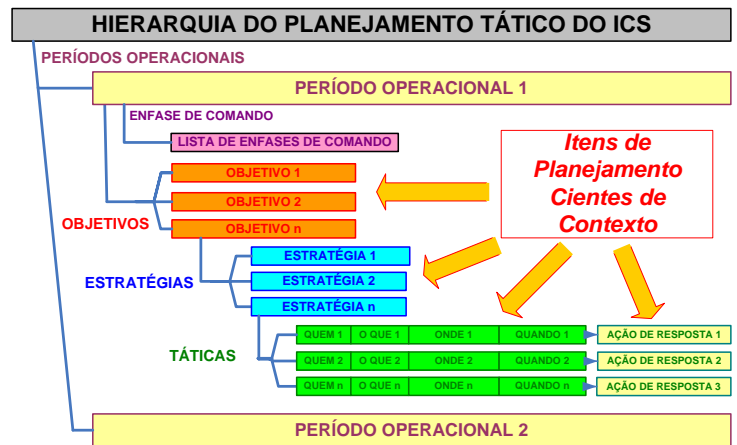 HIERARQUIA DO PLANEJAMENTO TÁTICO DO ICS
PERÍODOS OPERACIONAIS
PERÍODO OPERACIONAL 1
ENFASE DE COMANDO
LISTA DE ENFASES DE COMANDO
Itens de
Planejamento
Cientes de
Contexto
OBJETIVO 1
OBJETIVO 2
OBJETIVOS
OBJETIVO n
ESTRATÉGIA 1
ESTRATÉGIAS
ESTRATÉGIA 2
ESTRATÉGIA n
QUEM 1 O QUE 1 ONDE 1 QUANDO 1 AÇÃO DE RESPOSTA 1
TÁTICAS
QUEM 2 O QUE 2 ONDE 2 QUANDO 2 AÇÃO DE RESPOSTA 2
QUEM n O QUE n ONDE n QUANDO n AÇÃO DE RESPOSTA 3
PERÍODO OPERACIONAL 2